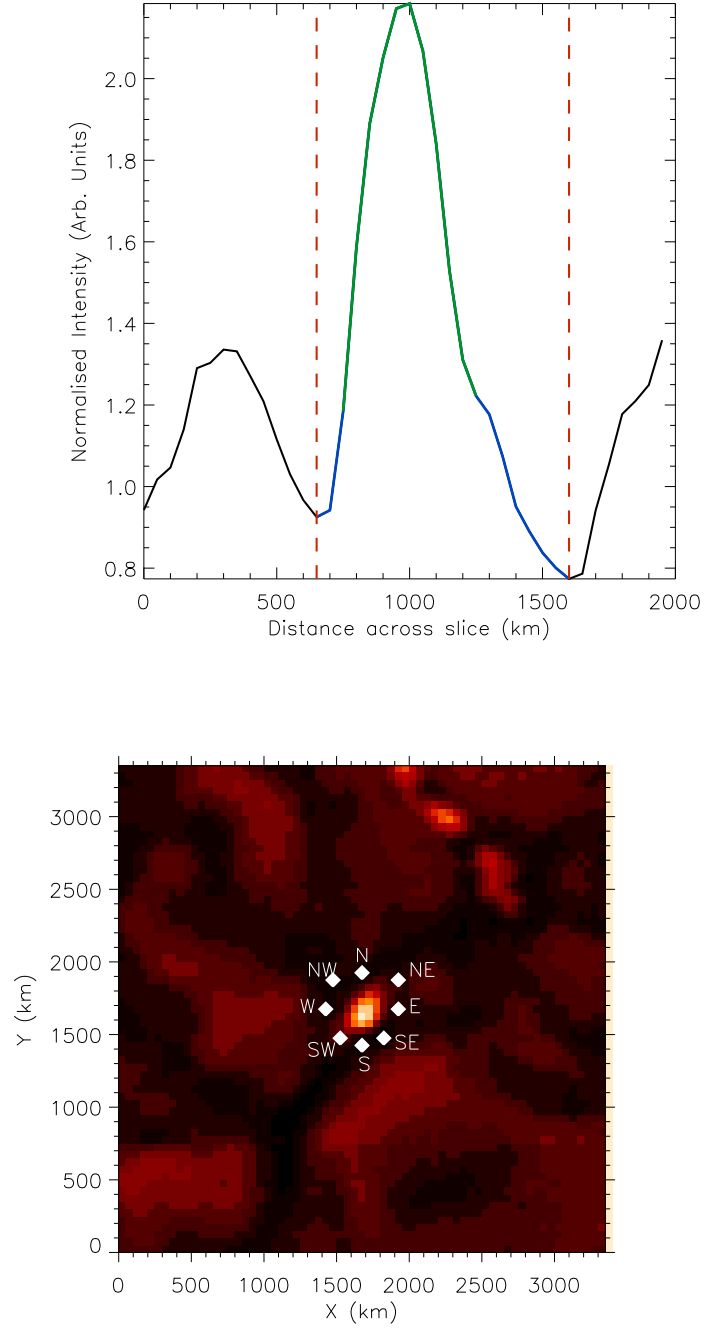 2.0
1.8
1.6
1.4
1.2
1.0
0.8
Normalised Intensity (Arb. Units)
0 500 1000 1500 2000
Distance across slice (km)
3000
2500
2000
1500
1000
500
0
Y (km)
N
NW NE
W E
SW SE
S
0 500 1000 1500 2000 2500 3000
X (km)